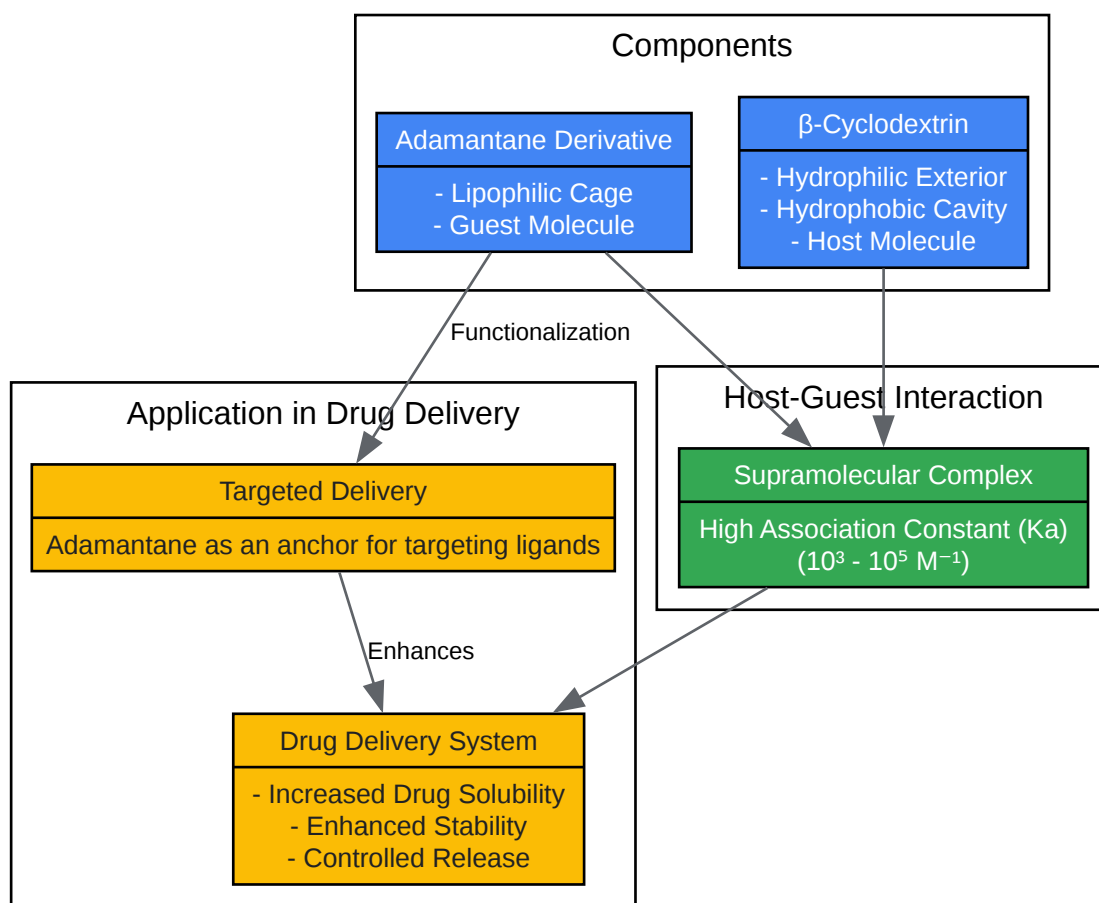 Components
Adamantane Derivative
- Lipophilic Cage
- Guest Molecule
β-Cyclodextrin
- Hydrophilic Exterior
- Hydrophobic Cavity
- Host Molecule
Functionalization
Application in Drug Delivery
Host-Guest Interaction
Targeted Delivery
Adamantane as an anchor for targeting ligands
Supramolecular Complex
High Association Constant (Ka)
(10³ - 10⁵ M⁻¹)
Enhances
Drug Delivery System
- Increased Drug Solubility
- Enhanced Stability
- Controlled Release